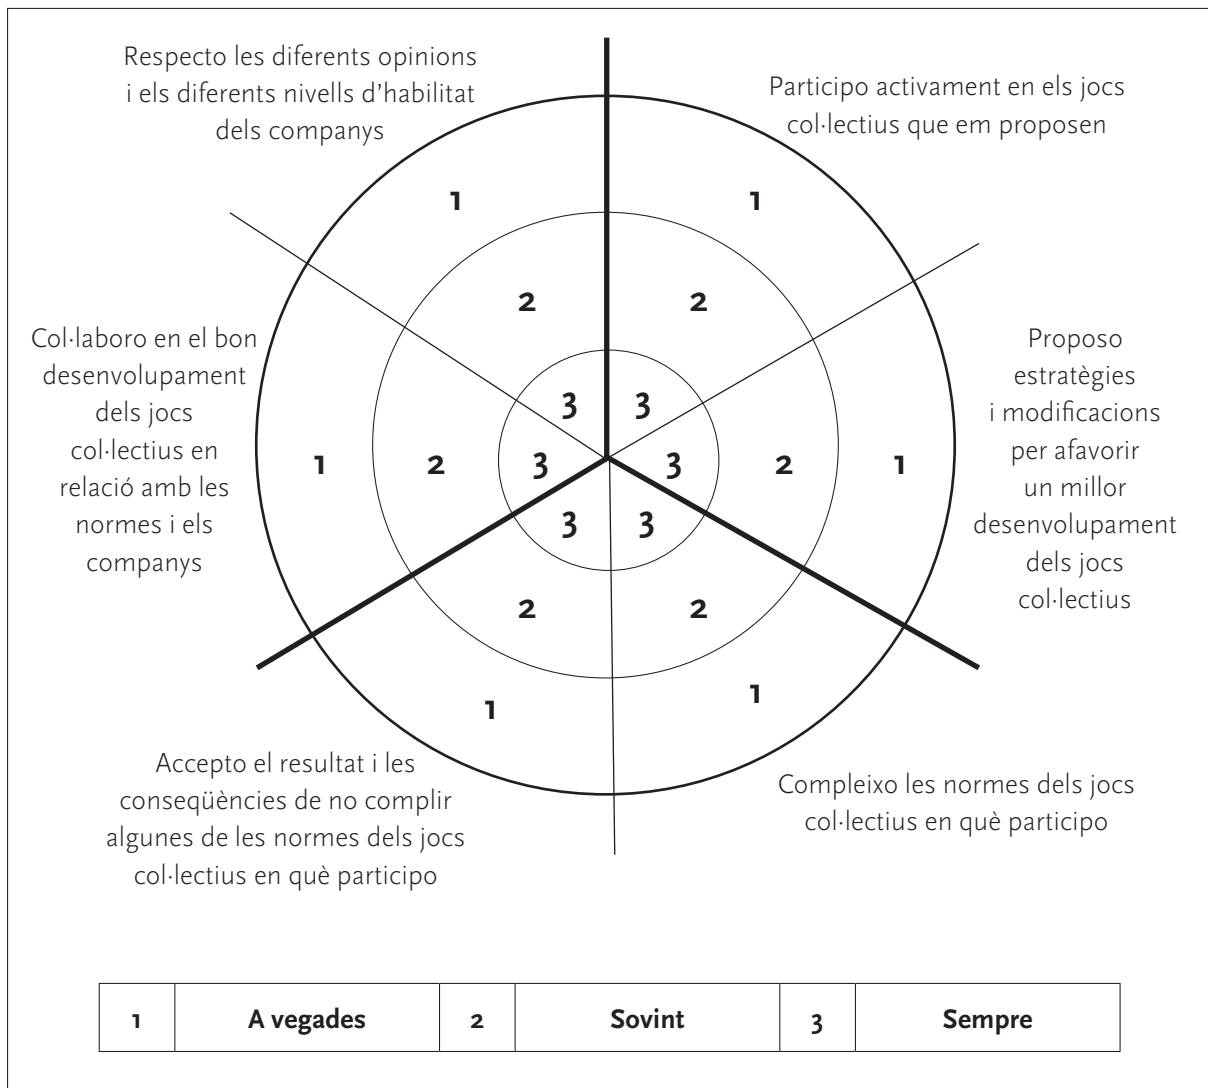 Respecto les diferents opinions
i els diferents nivells d'habilitat
dels companys
Participo activament en els jocs
col·lectius que em proposen
1
1
2
2
Col·laboro en el bon
desenvolupament
dels jocs
col·lectius en
relació amb les
normes i els
companys
Proposo
estratègies
i modificacions
per afavorir
un millor
desenvolupament
dels jocs
col·lectius
3
3
1
2
3
3
2
1
3
3
2
2
1
1
Accepto el resultat i les
conseqüències de no complir
algunes de les normes dels jocs
col·lectius en què participo
Compleixo les normes dels jocs
col·lectius en què participo
1 A vegades 2 Sovint 3 Sempre